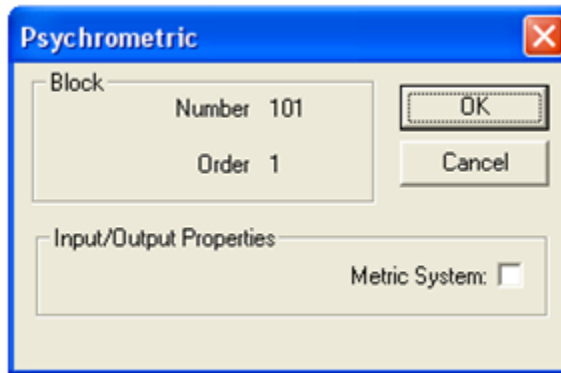 Psychrometric
Block
Number 101
OK
Order 1
Cancel
Input/Output Properties
Metric System: